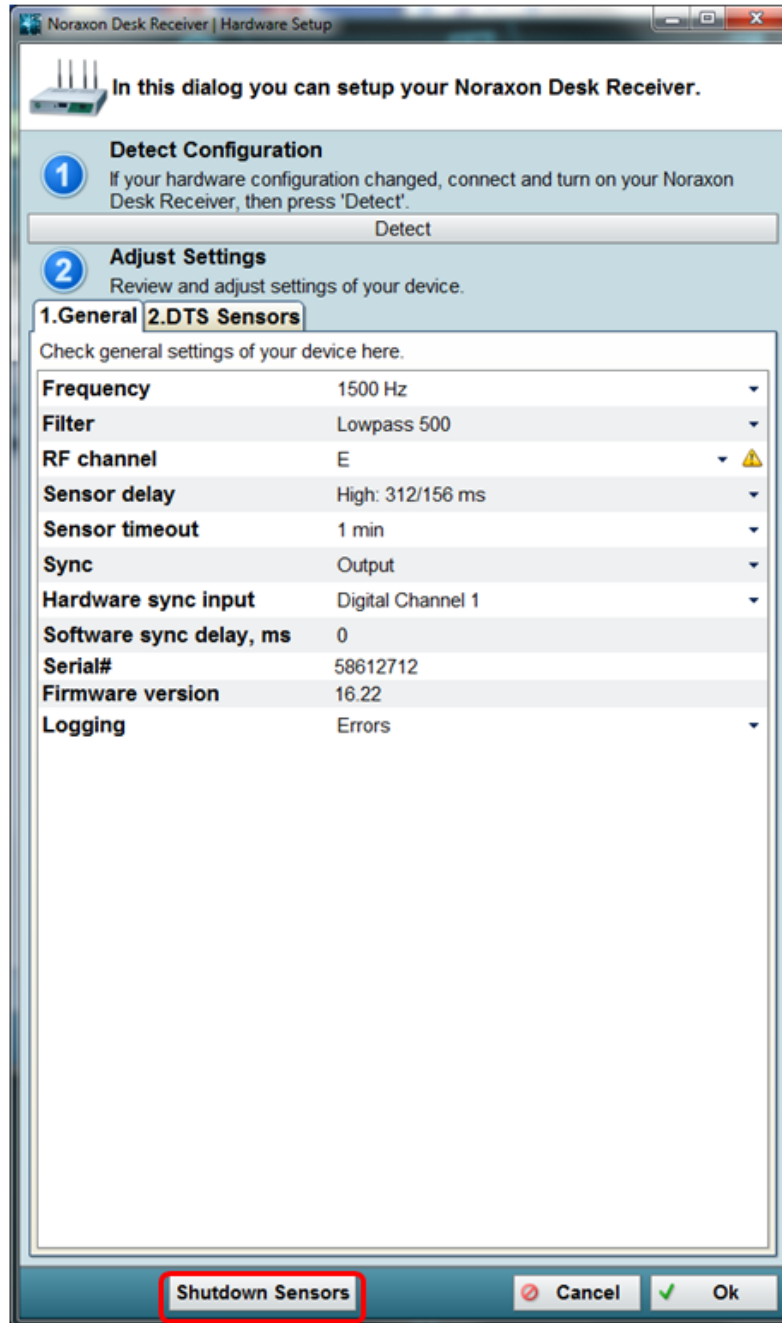 Noraxon Desk Receiver | Hardware Setup
In this dialog you can setup your Noraxon Desk Receiver.
1
Detect Configuration
If your hardware configuration changed, connect and turn on your Noraxon
Desk Receiver, then press 'Detect'.
Detect
2
Adjust Settings
Review and adjust settings of your device.
1.General 2.DTS Sensors
Check general settings of your device here.
Frequency 1500 Hz
Filter Lowpass 500
RF channel E
Sensor delay High: 312/156 ms
Sensor timeout 1 min
Sync Output
Hardware sync input Digital Channel 1
Software sync delay, ms 0
Serial# 58612712
Firmware version 16.22
Logging Errors
Shutdown Sensors Cancel Ok